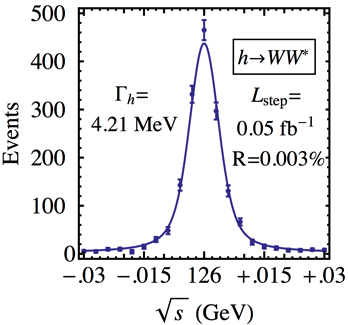 500
h→WW*
400
Γh=
Lstep=
300
4.21 MeV
0.05 fb⁻¹
Events
R=0.003%
200
100
0
−.03 −.015 126 +.015 +.03
√s (GeV)